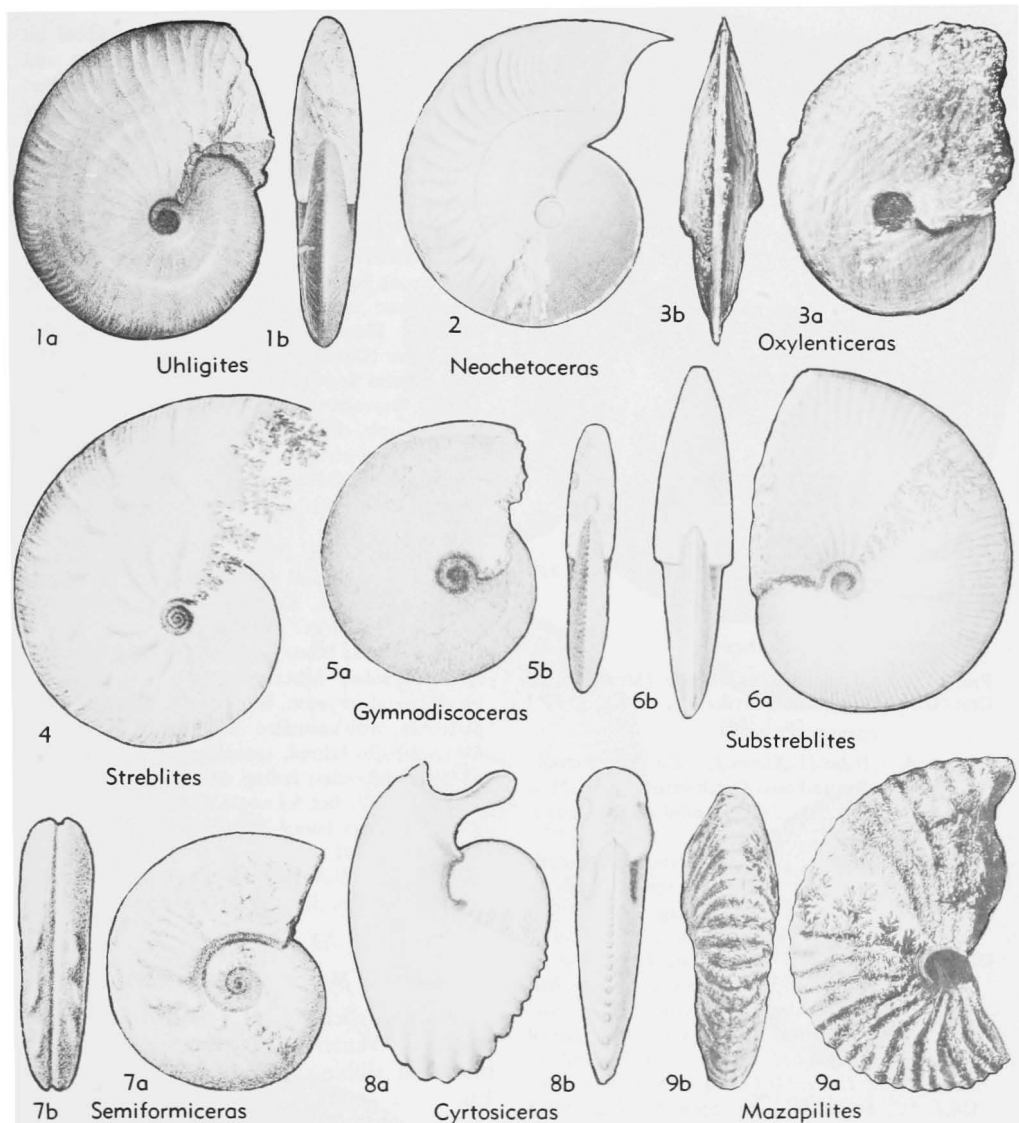 1a
1b
2
3b
3a
Uhligites
Neochetoceras
Oxylenticeras
4
5a
5b
6b
6a
Gymnodiscoceras
Streblites
Substreblites
7b
7a
8a
8b
9b
9a
Semiformiceras
Cyrtosiceras
Mazapilites